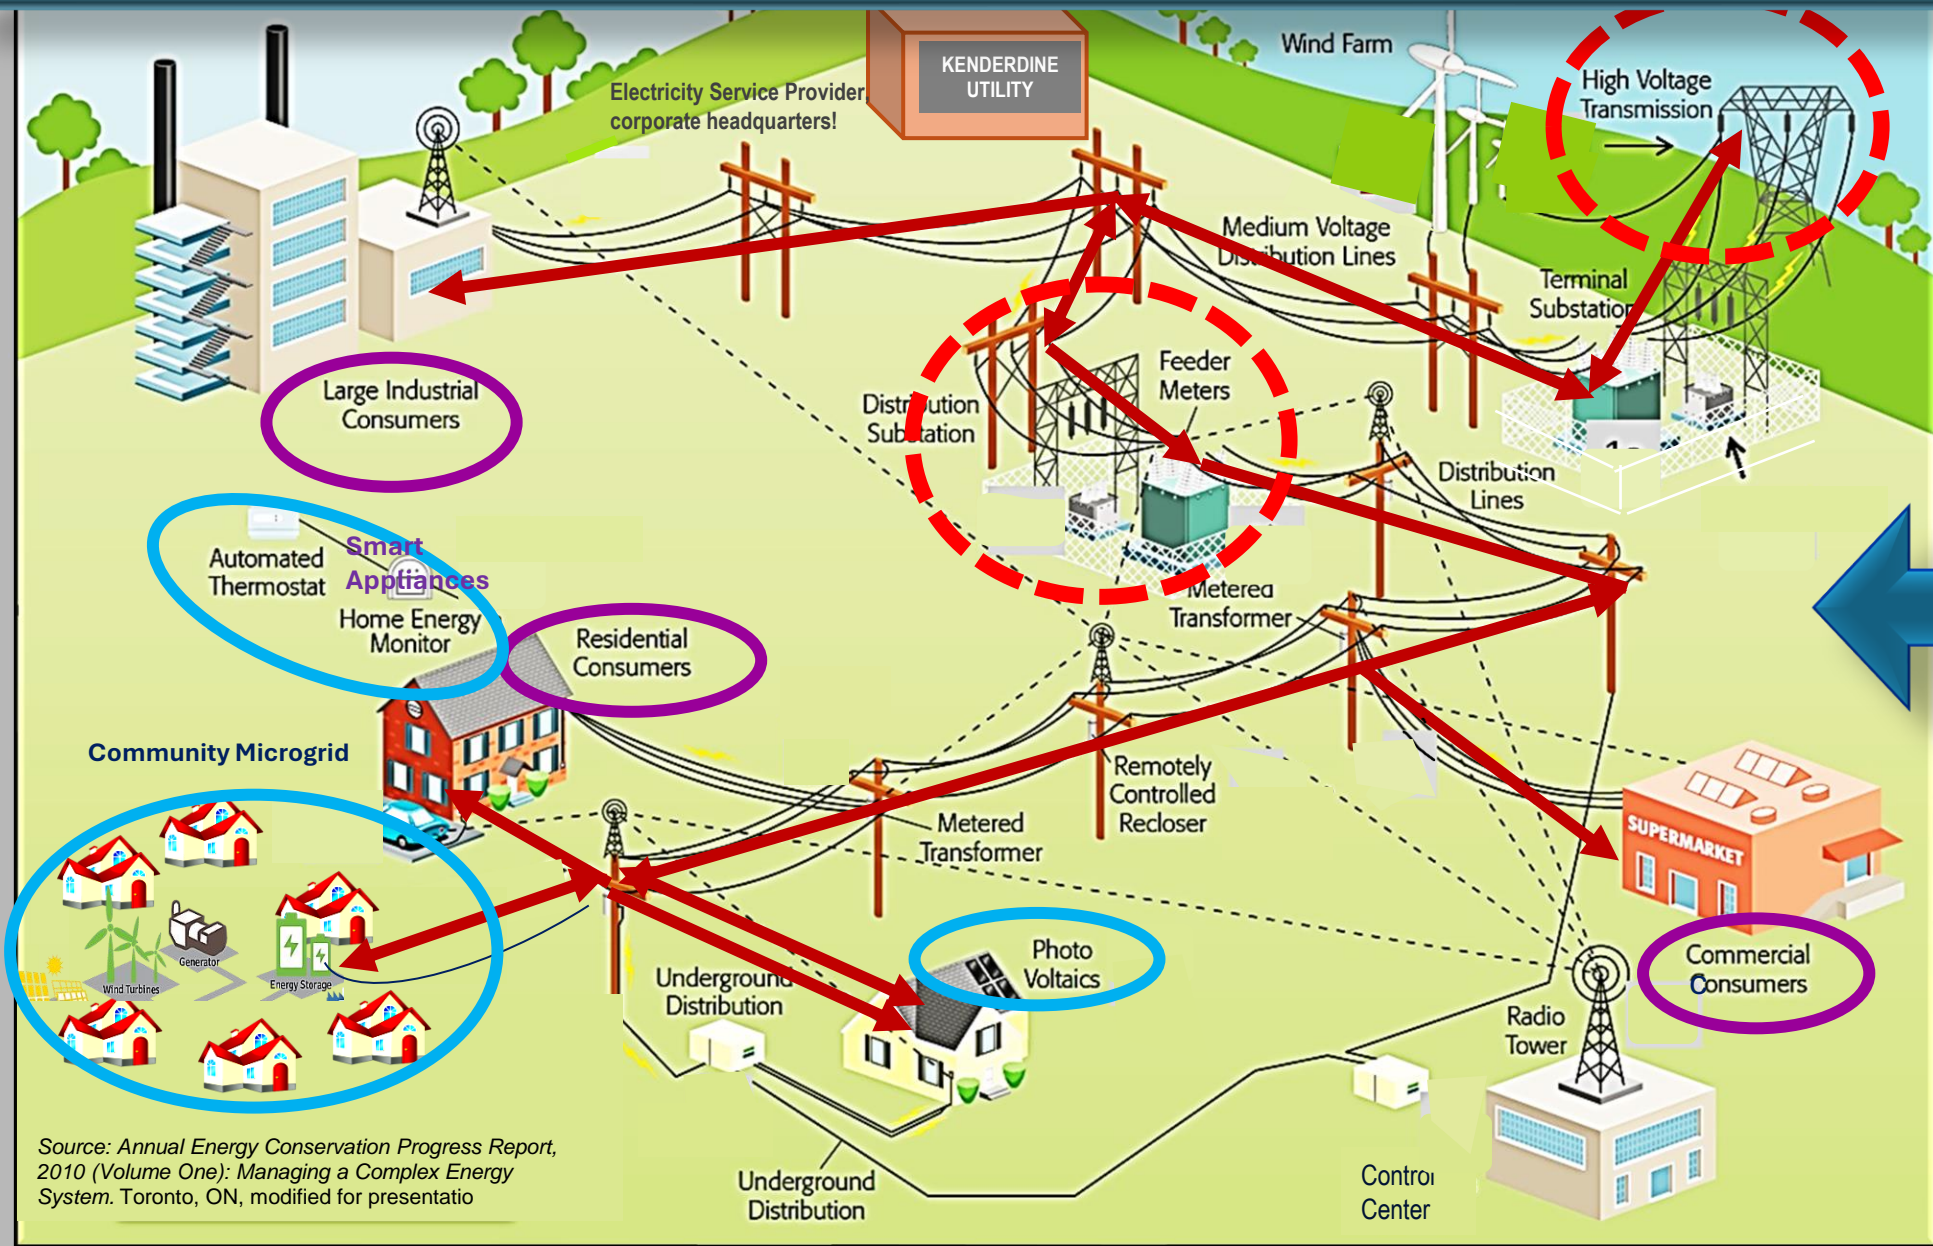 KENDERDINE
UTILITY
Electricity Service Provider,
corporate headquarters!
Wind Farm
High Voltage
Transmission
Medium Voltage
Distribution Lines
Terminal
Substation
Large Industrial
Consumers
Feeder
Meters
Distribution
Substation
Distribution
Lines
Automated
Thermostat
Smart
Appliances
Home Energy
Monitor
Residential
Consumers
Metered
Transformer
Community Microgrid
Remotely
Controlled
Recloser
Metered
Transformer
SUPERMARKET
Generator
Wind Turbines
Energy Storage
Underground
Distribution
Photo
Voltaics
Commercial
Consumers
Radio
Tower
Source: Annual Energy Conservation Progress Report,
2010 (Volume One): Managing a Complex Energy
System. Toronto, ON, modified for presentatio
Underground
Distribution
Control
Center